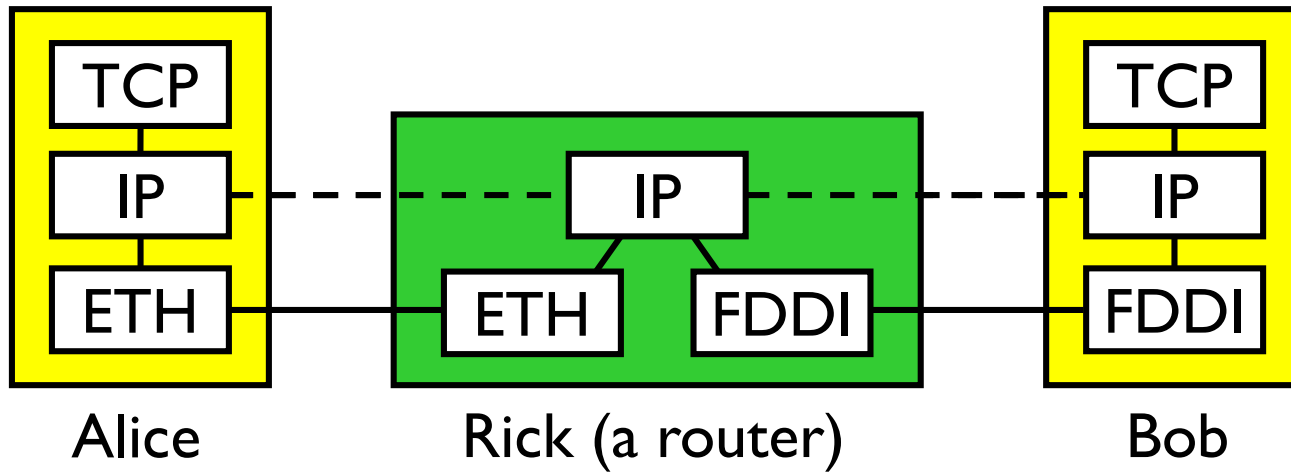 TCP
IP
ETH
Alice
IP
ETH FDDI
Rick (a router)
TCP
IP
FDDI
Bob